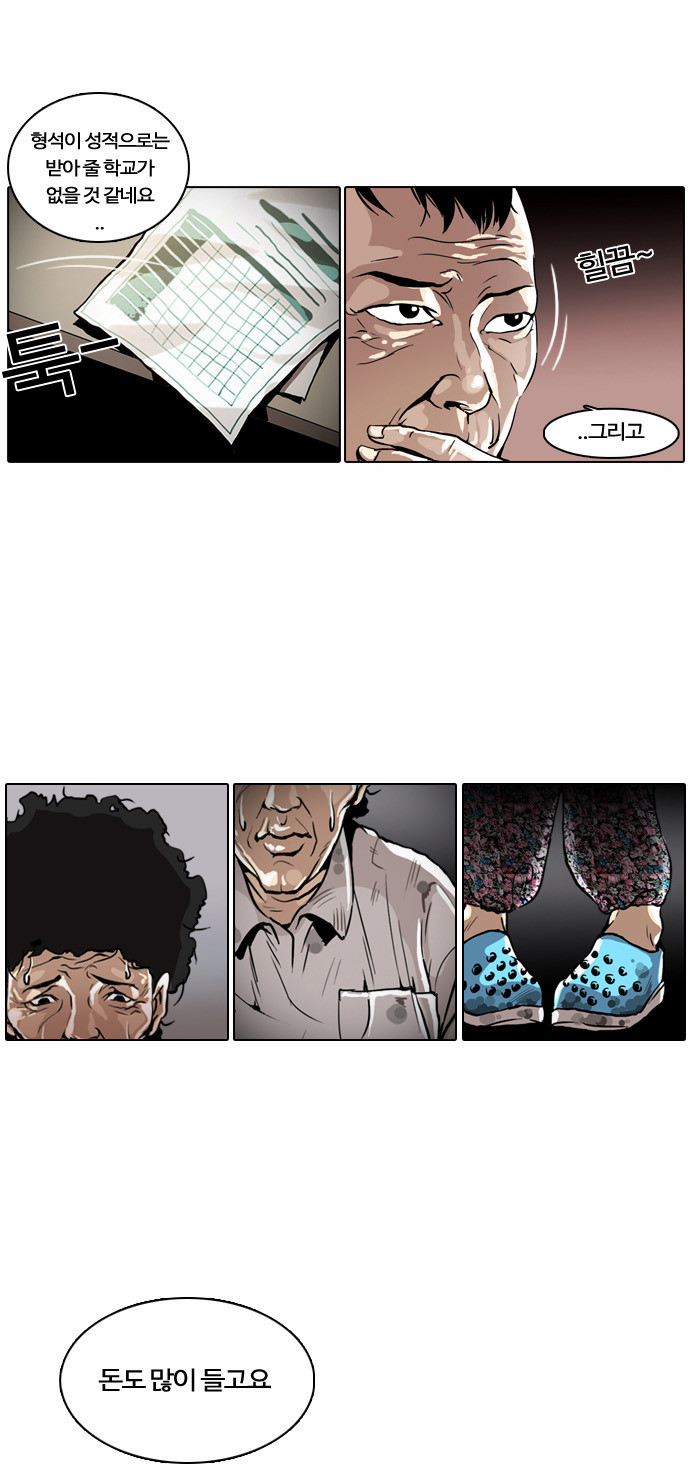 형석이 성적으로는
받아 줄 학교가
없을 것 같네요
..
툭-
힐끔~
..그리고
돈도 많이 들고요